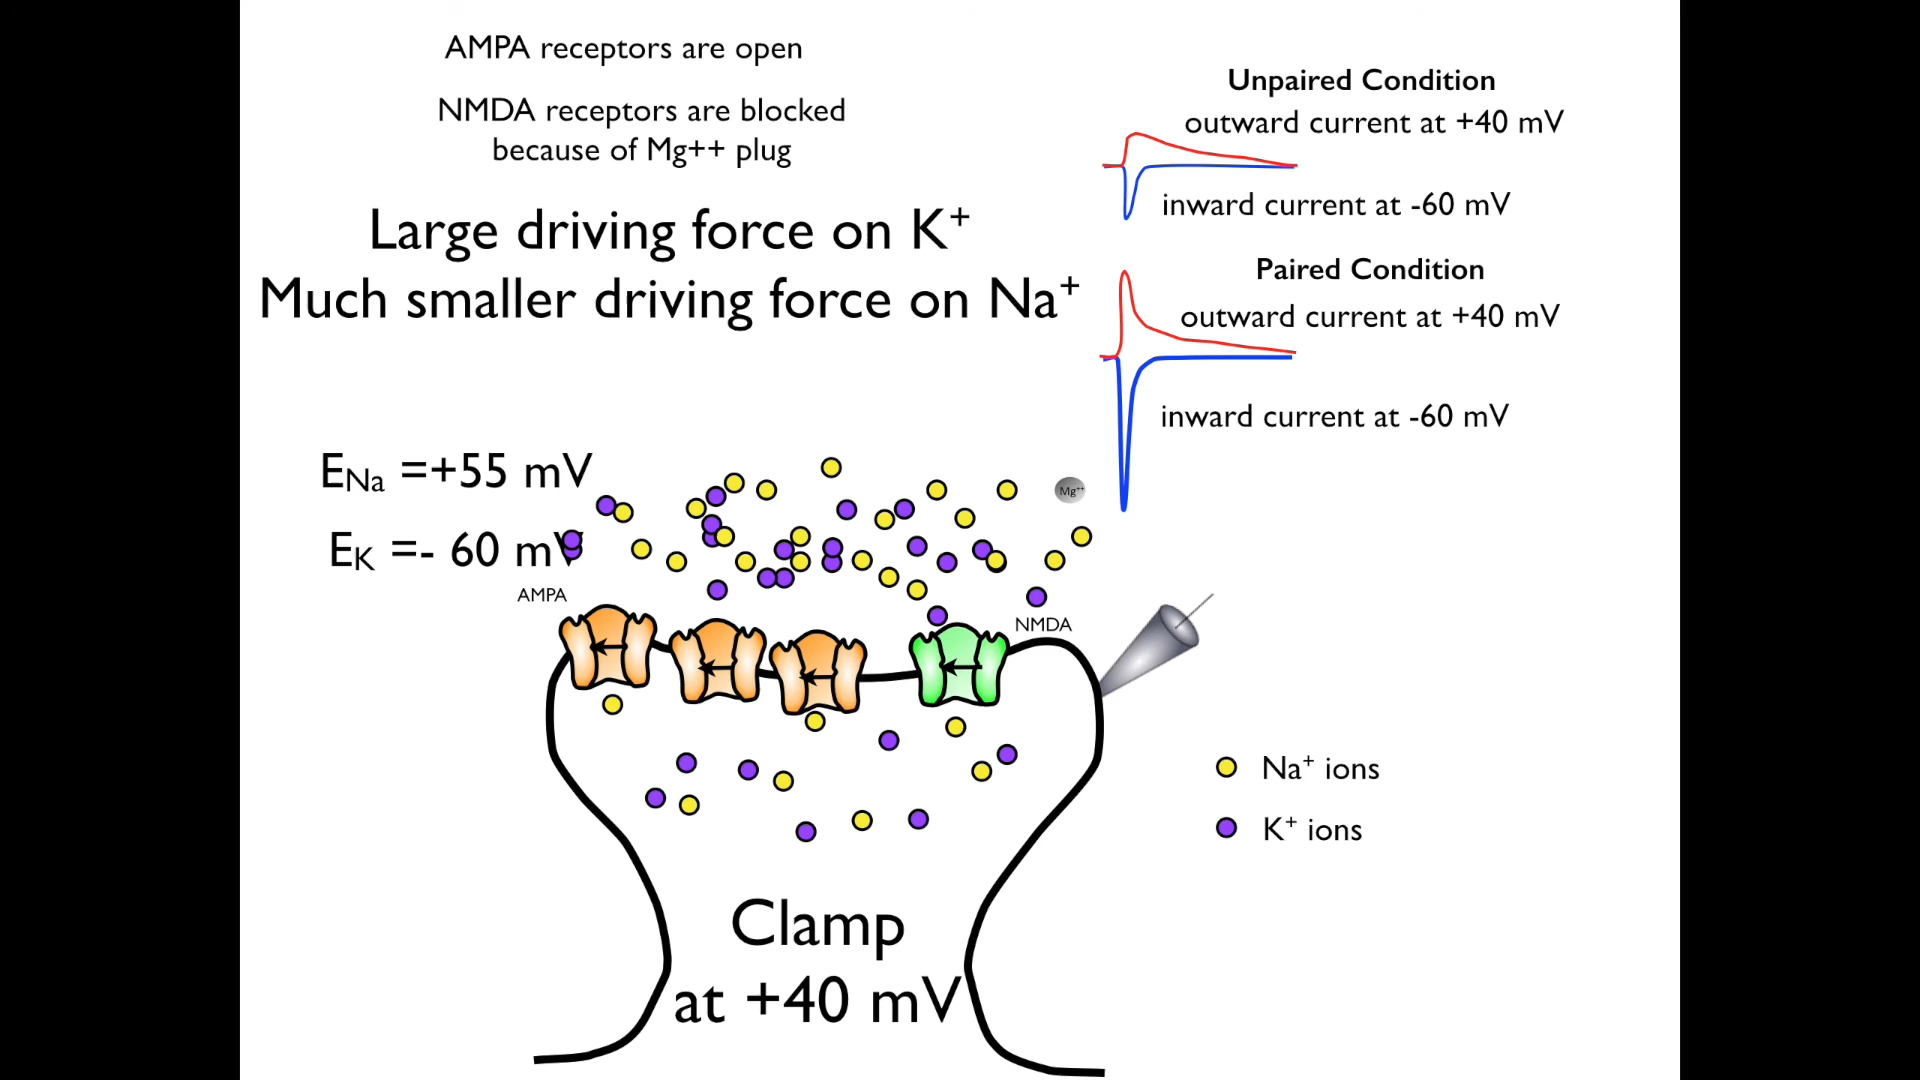 AMPA receptors are open
NMDA receptors are blocked
because of Mg++ plug
Large driving force on K⁺
Much smaller driving force on Na⁺
Unpaired Condition
outward current at +40 mV
inward current at -60 mV
Paired Condition
outward current at +40 mV
inward current at -60 mV
E_Na =+55 mV
E_K =- 60 mV
Mg⁺⁺
AMPA
NMDA
Na⁺ ions
K⁺ ions
Clamp
at +40 mV